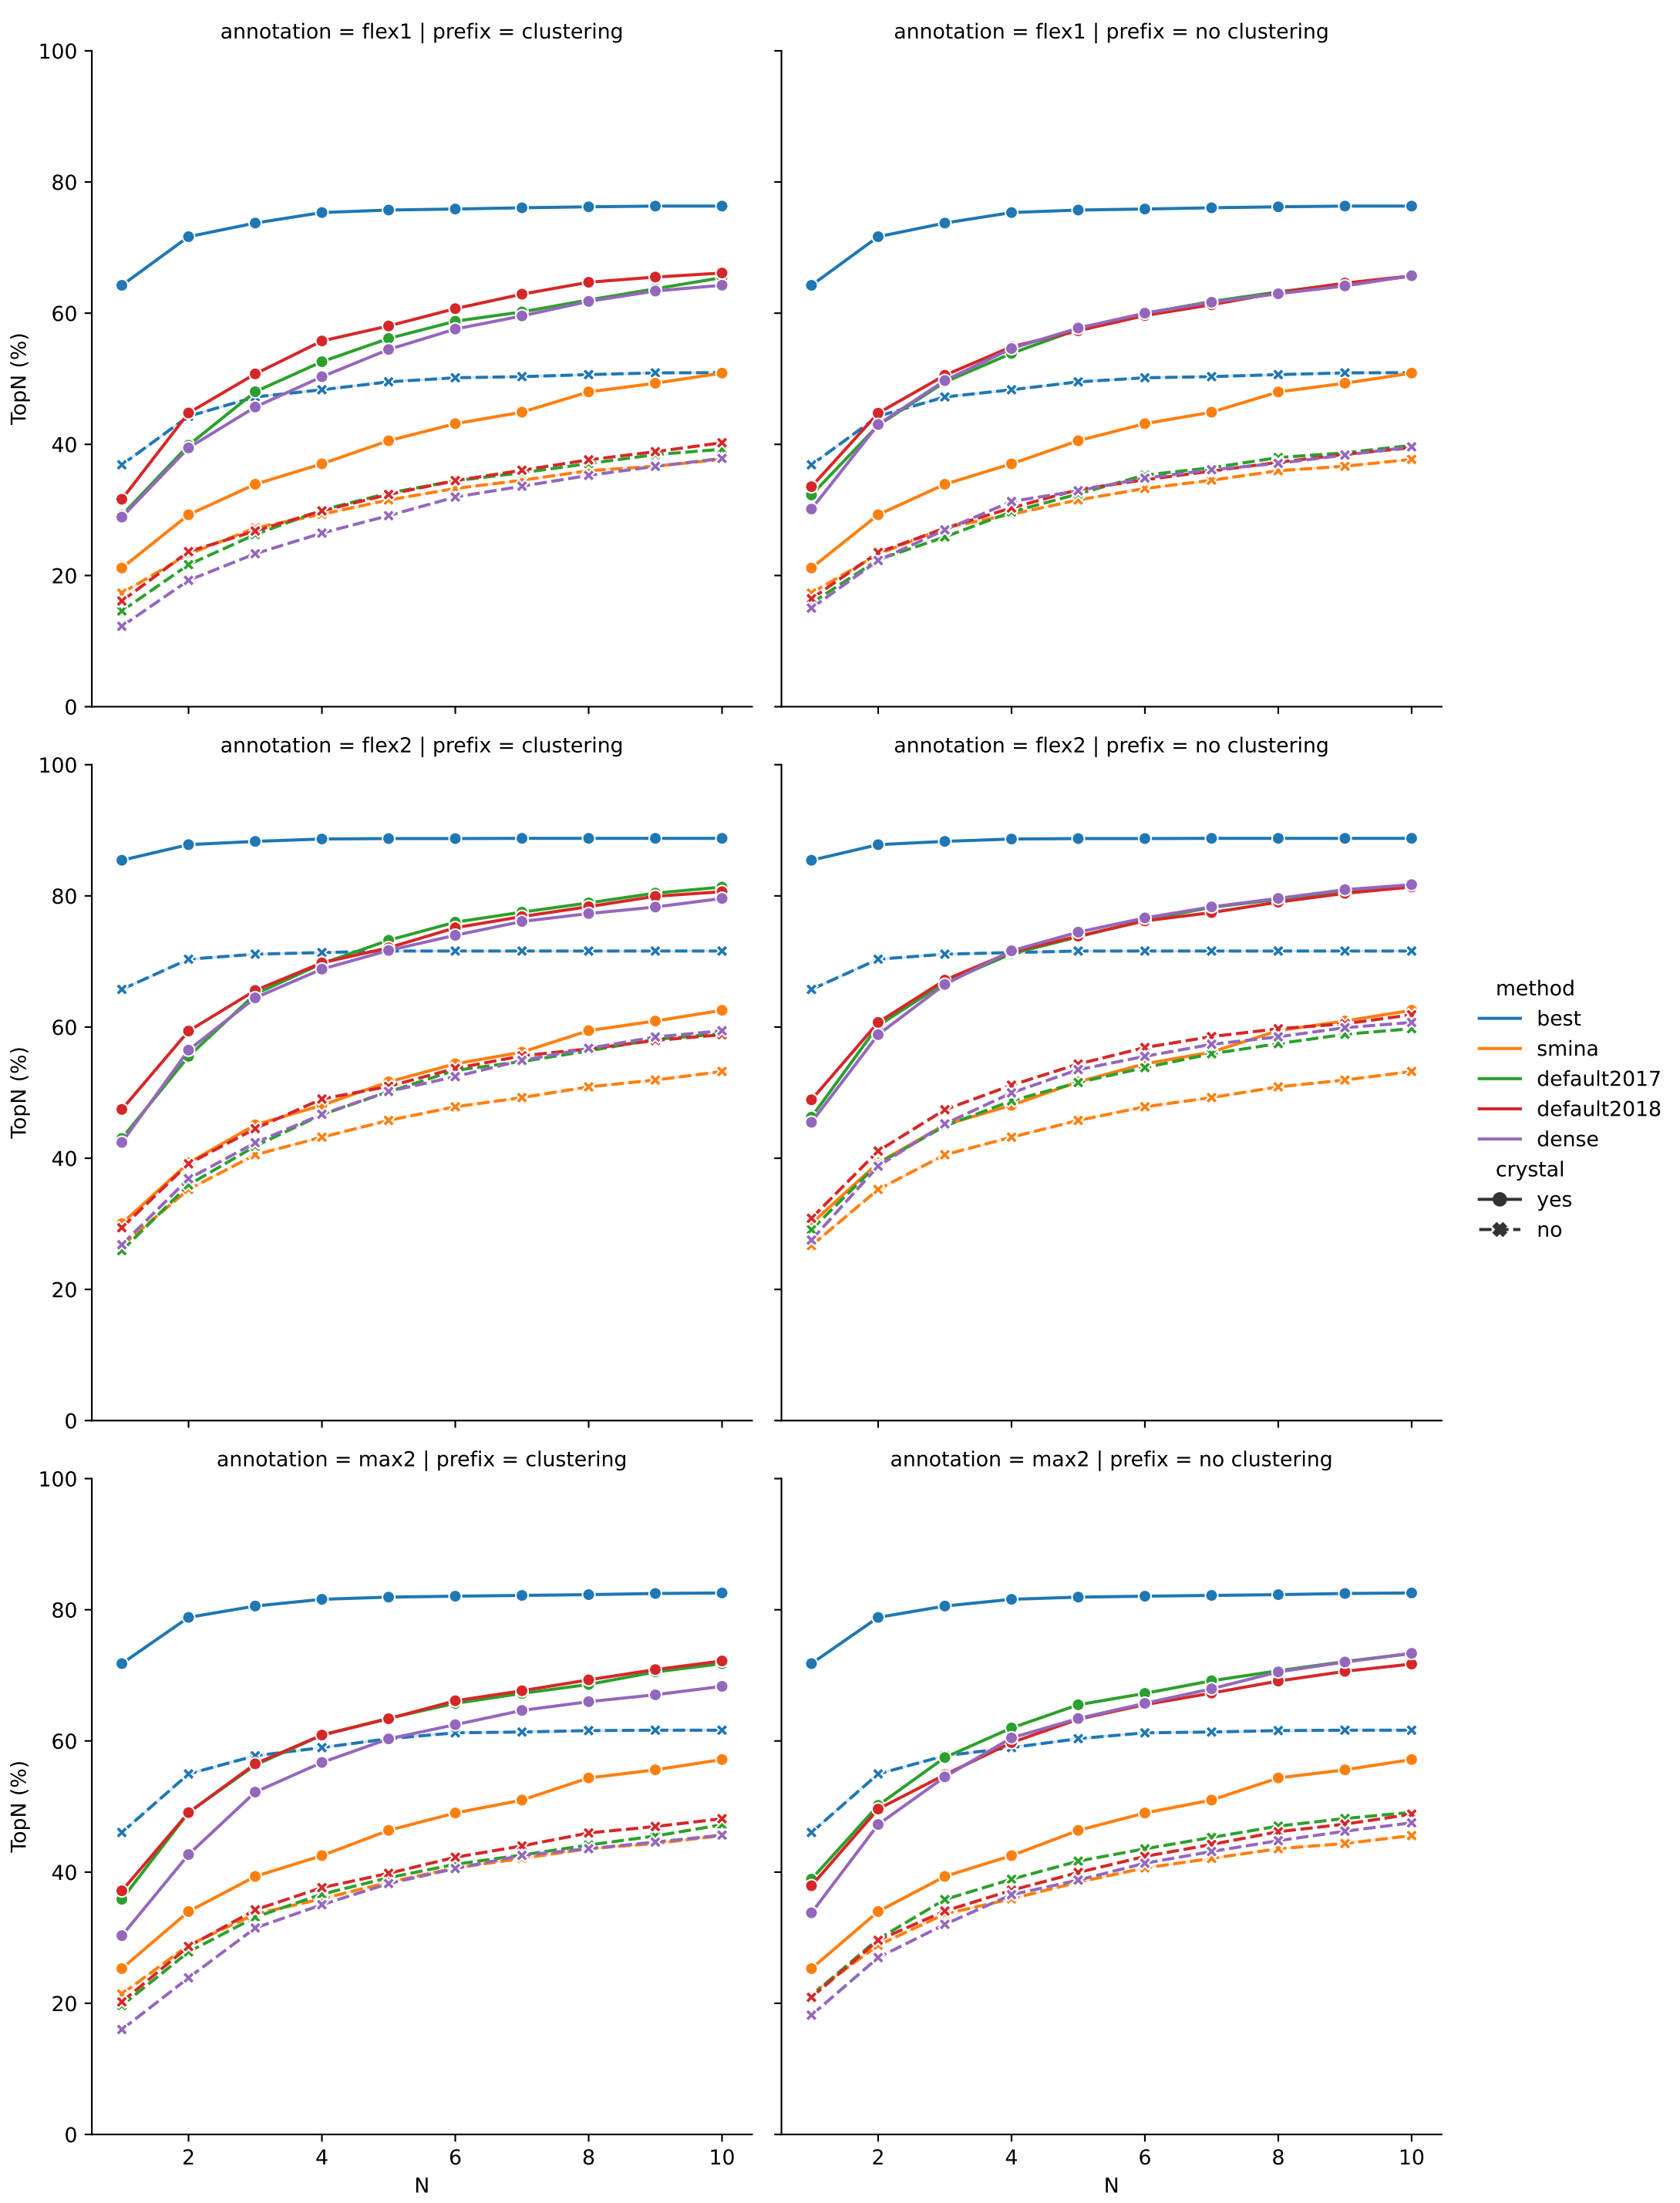 annotation = flex1 | prefix = clustering
annotation = flex1 | prefix = no clustering
100
80
60
40
20
0
TopN (%)
annotation = flex2 | prefix = clustering
annotation = flex2 | prefix = no clustering
100
80
60
40
20
0
TopN (%)
method
best
smina
default2017
default2018
dense
crystal
yes
no
annotation = max2 | prefix = clustering
annotation = max2 | prefix = no clustering
100
80
60
40
20
0
TopN (%)
2 4 6 8 10
2 4 6 8 10
N
N